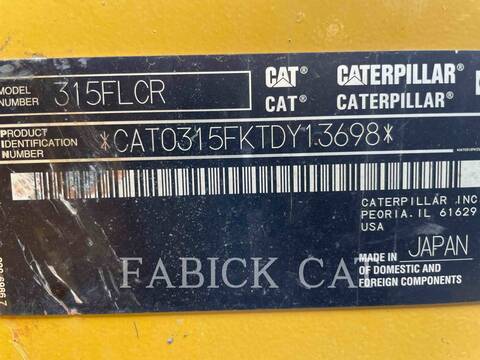 MODEL NUMBER 315FLCR
CAT CATERPILLAR
CAT® CATERPILLAR®
PRODUCT IDENTIFICATION NUMBER *CAT0315FKTDY13698*
CATERPILLAR INC.
PEORIA, IL 61629
USA
MADE IN JAPAN
OF DOMESTIC AND
FOREIGN COMPONENTS
FABICK CAT